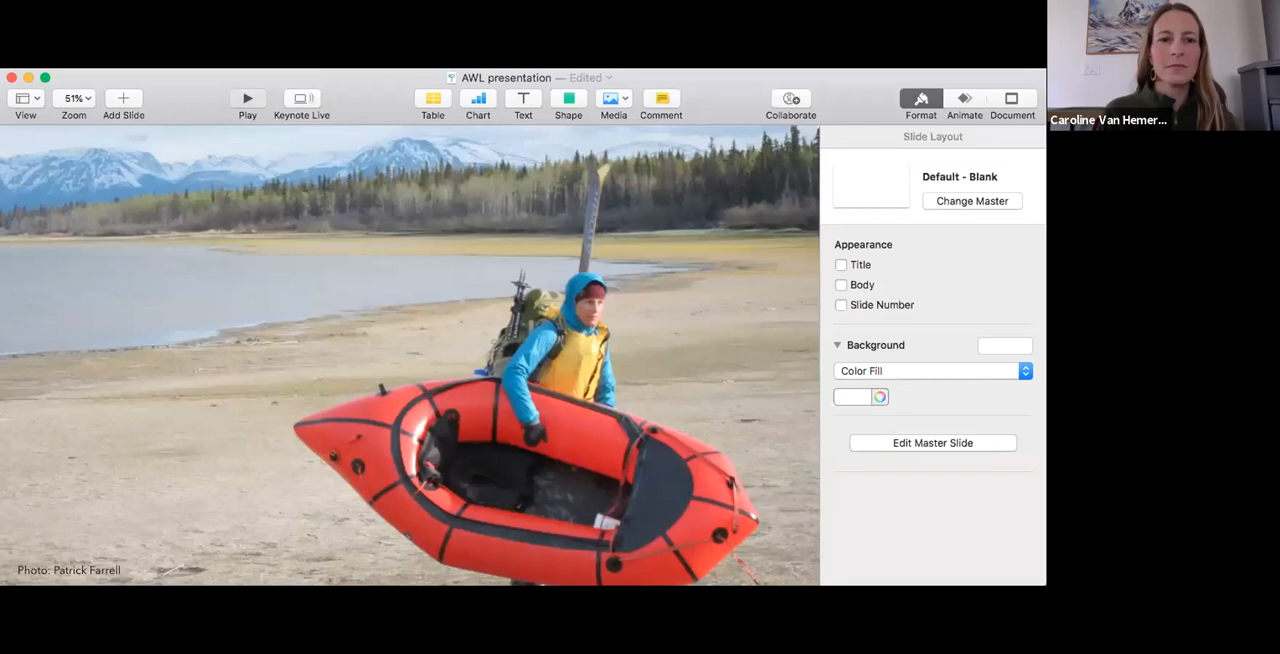 AWL presentation — Edited
51%
View
Zoom
Add Slide
Play
Keynote Live
Table
Chart
Text
Shape
Media
Comment
Collaborate
Format
Animate
Document
Caroline Van Hemer...
Slide Layout
Default - Blank
Change Master
Appearance
Title
Body
Slide Number
Background
Color Fill
Edit Master Slide
Photo: Patrick Farrell